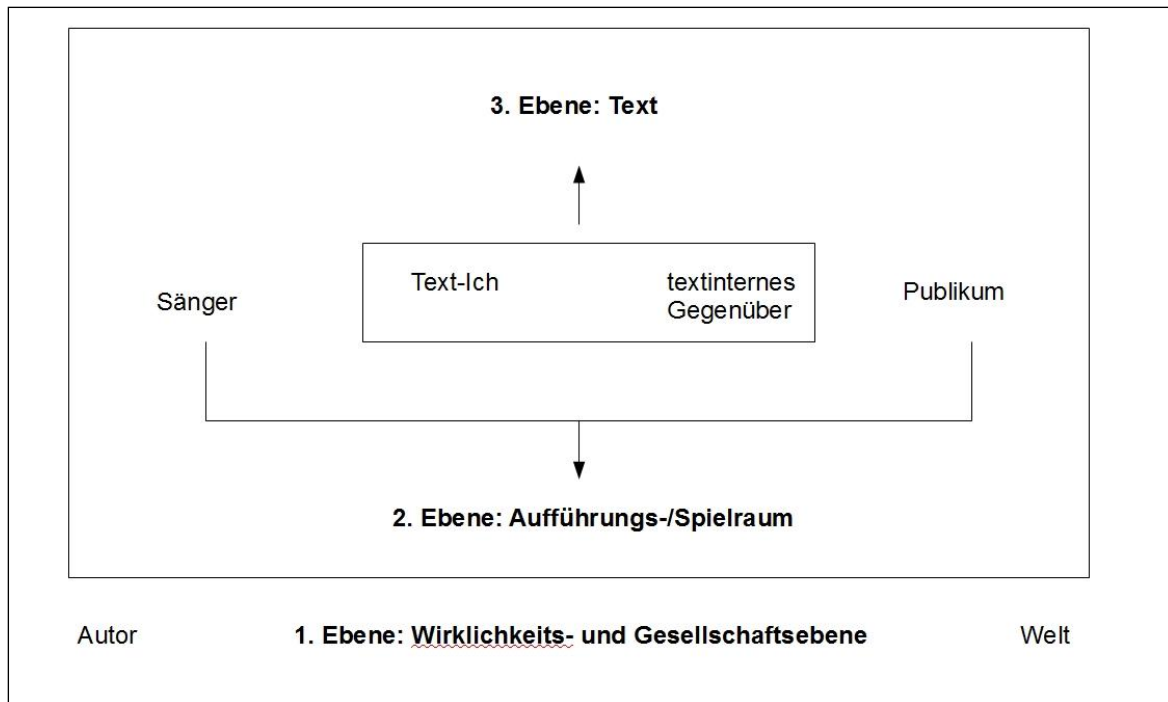 3. Ebene: Text
Text-Ich
textinternes
Gegenüber
Sänger
Publikum
2. Ebene: Aufführungs-/Spielraum
Autor
1. Ebene: Wirklichkeits- und Gesellschaftsebene
Welt